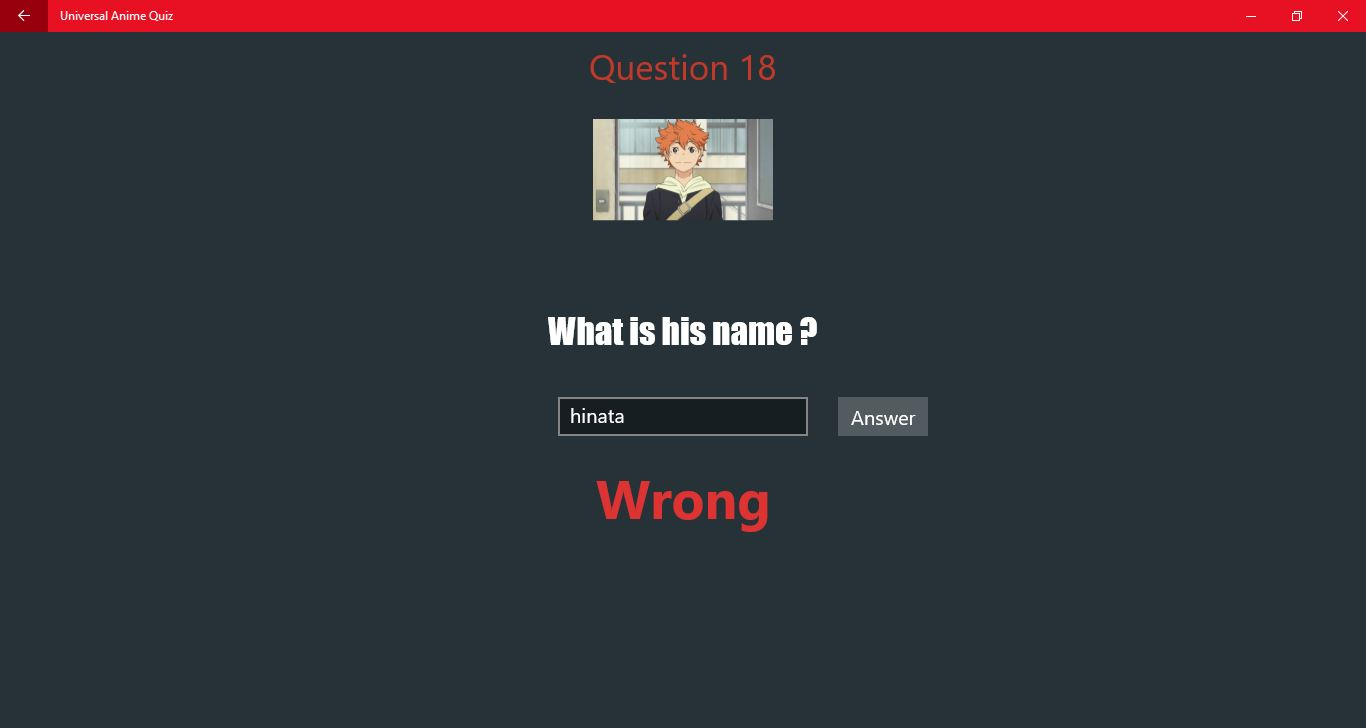 Universal Anime Quiz
Question 18
What is his name ?
hinata
Answer
Wrong